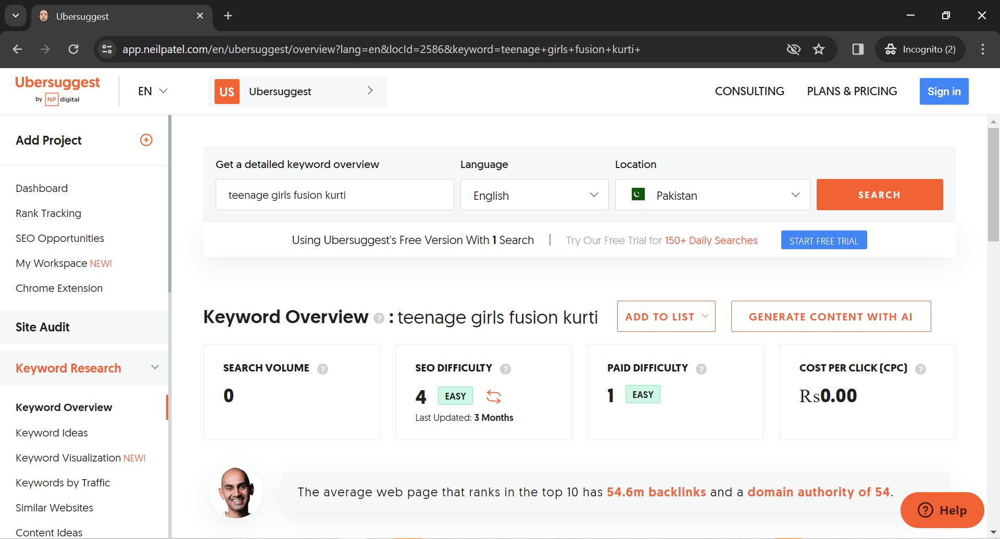 Ubersuggest
app.neilpatel.com/en/ubersuggest/overview?lang=en&locId=2586&keyword=teenage+girls+fusion+kurti+
Incognito (2)
Ubersuggest
by NP digital
EN
US Ubersuggest
CONSULTING
PLANS & PRICING
Sign in
Add Project
Dashboard
Rank Tracking
SEO Opportunities
My Workspace NEW!
Chrome Extension
Site Audit
Keyword Research
Keyword Overview
Keyword Ideas
Keyword Visualization NEW!
Keywords by Traffic
Similar Websites
Content Ideas
Get a detailed keyword overview
Language
Location
teenage girls fusion kurti
English
Pakistan
SEARCH
Using Ubersuggest's Free Version With 1 Search
Try Our Free Trial for 150+ Daily Searches
START FREE TRIAL
Keyword Overview ? : teenage girls fusion kurti
ADD TO LIST
GENERATE CONTENT WITH AI
SEARCH VOLUME ?
0
SEO DIFFICULTY ?
4 EASY
Last Updated: 3 Months
PAID DIFFICULTY ?
1 EASY
COST PER CLICK (CPC) ?
Rs0.00
The average web page that ranks in the top 10 has 54.6m backlinks and a domain authority of 54.
? Help